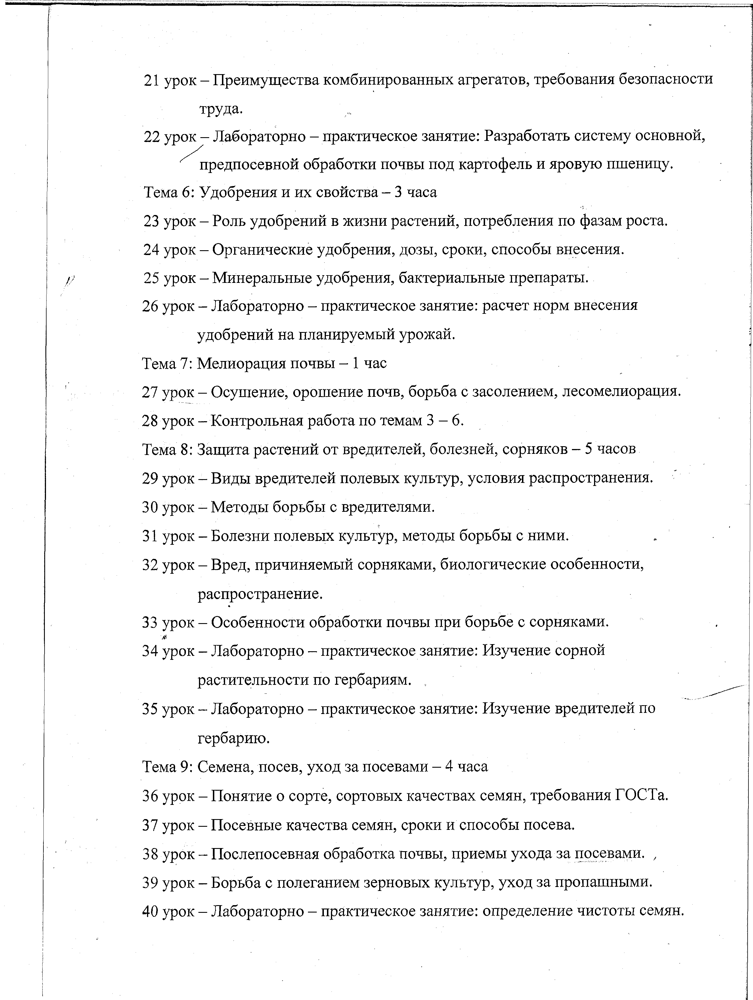 21 урок – Преимущества комбинированных агрегатов, требования безопасности
труда.
22 урок – Лабораторно – практическое занятие: Разработать систему основной,
предпосевной обработки почвы под картофель и яровую пшеницу.
Тема 6: Удобрения и их свойства – 3 часа
23 урок – Роль удобрений в жизни растений, потребления по фазам роста.
24 урок – Органические удобрения, дозы, сроки, способы внесения.
25 урок – Минеральные удобрения, бактериальные препараты.
26 урок – Лабораторно – практическое занятие: расчет норм внесения
удобрений на планируемый урожай.
Тема 7: Мелиорация почвы – 1 час
27 урок – Осушение, орошение почв, борьба с засолением, лесомелиорация.
28 урок – Контрольная работа по темам 3 – 6.
Тема 8: Защита растений от вредителей, болезней, сорняков – 5 часов
29 урок – Виды вредителей полевых культур, условия распространения.
30 урок – Методы борьбы с вредителями.
31 урок – Болезни полевых культур, методы борьбы с ними.
32 урок – Вред, причиняемый сорняками, биологические особенности,
распространение.
33 урок – Особенности обработки почвы при борьбе с сорняками.
34 урок – Лабораторно – практическое занятие: Изучение сорной
растительности по гербариям.
35 урок – Лабораторно – практическое занятие: Изучение вредителей по
гербарию.
Тема 9: Семена, посев, уход за посевами – 4 часа
36 урок – Понятие о сорте, сортовых качествах семян, требования ГОСТа.
37 урок – Посевные качества семян, сроки и способы посева.
38 урок – Послепосевная обработка почвы, приемы ухода за посевами.
39 урок – Борьба с полеганием зерновых культур, уход за пропашными.
40 урок – Лабораторно – практическое занятие: определение чистоты семян.